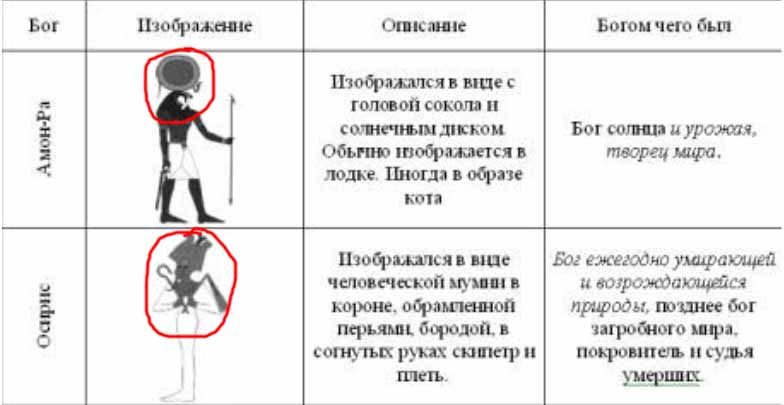 Бог
Изображение
Описание
Богом чего был
Амон-Ра
Изображался в виде с
головой сокола и
солнечным диском.
Обычно изображается в
лодке. Иногда в образе
кота
Бог солнца и урожая,
творец мира.
Осирис
Изображался в виде
человеческой мумии в
короне, обрамленной
перьями, бородой, в
согнутых руках скипетр и
плеть.
Бог ежегодно умирающей
и возрождающейся
природы, позднее бог
загробного мира,
покровитель и судья
умерших.